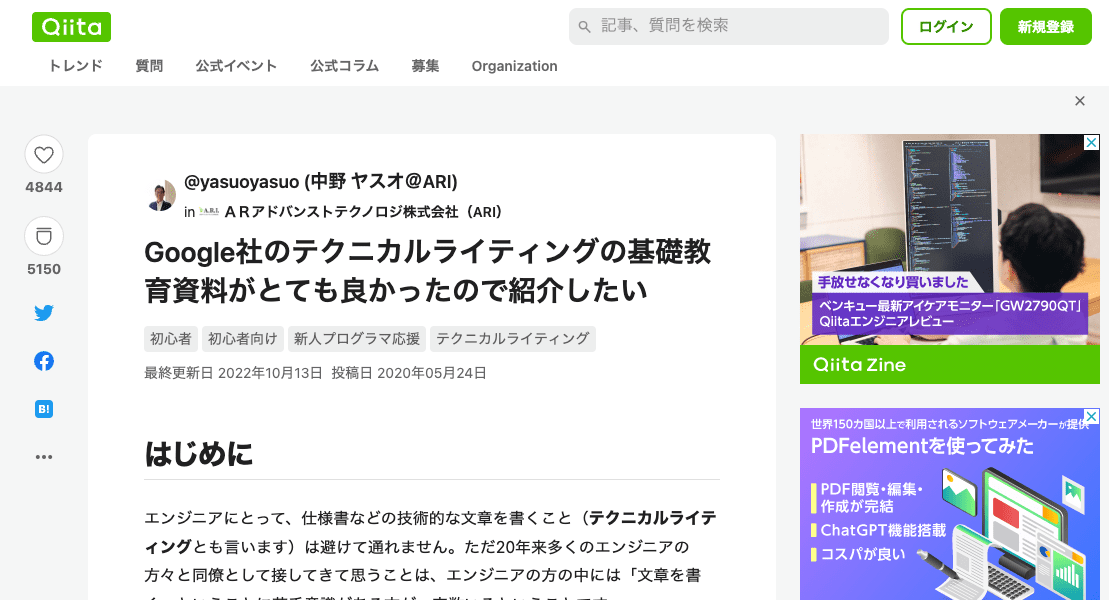 Qiita
記事、質問を検索
ログイン
新規登録
トレンド
質問
公式イベント
公式コラム
募集
Organization
4844
5150
B!
@yasuoyasuo (中野 ヤスオ＠ARI)
in A.R.I. ＡＲアドバンストテクノロジ株式会社（ARI）
Google社のテクニカルライティングの基礎教
育資料がとても良かったので紹介したい
初心者 初心者向け 新人プログラマ応援 テクニカルライティング
最終更新日 2022年10月13日 投稿日 2020年05月24日
はじめに
エンジニアにとって、仕様書などの技術的な文章を書くこと（テクニカルライテ
ィングとも言います）は避けて通れません。ただ20年来多くのエンジニアの
方々と同僚として接してきて思うことは、エンジニアの方の中には「文章を書
手放せなくなり買いました
ベンキュー最新アイケアモニター「GW2790QT」
Qiitaエンジニアレビュー
Qiita Zine
世界150カ国以上で利用されるソフトウェアメーカーが提供
PDFelementを使ってみた
PDF閲覧・編集・
作成が完結
ChatGPT機能搭載
コスパが良い